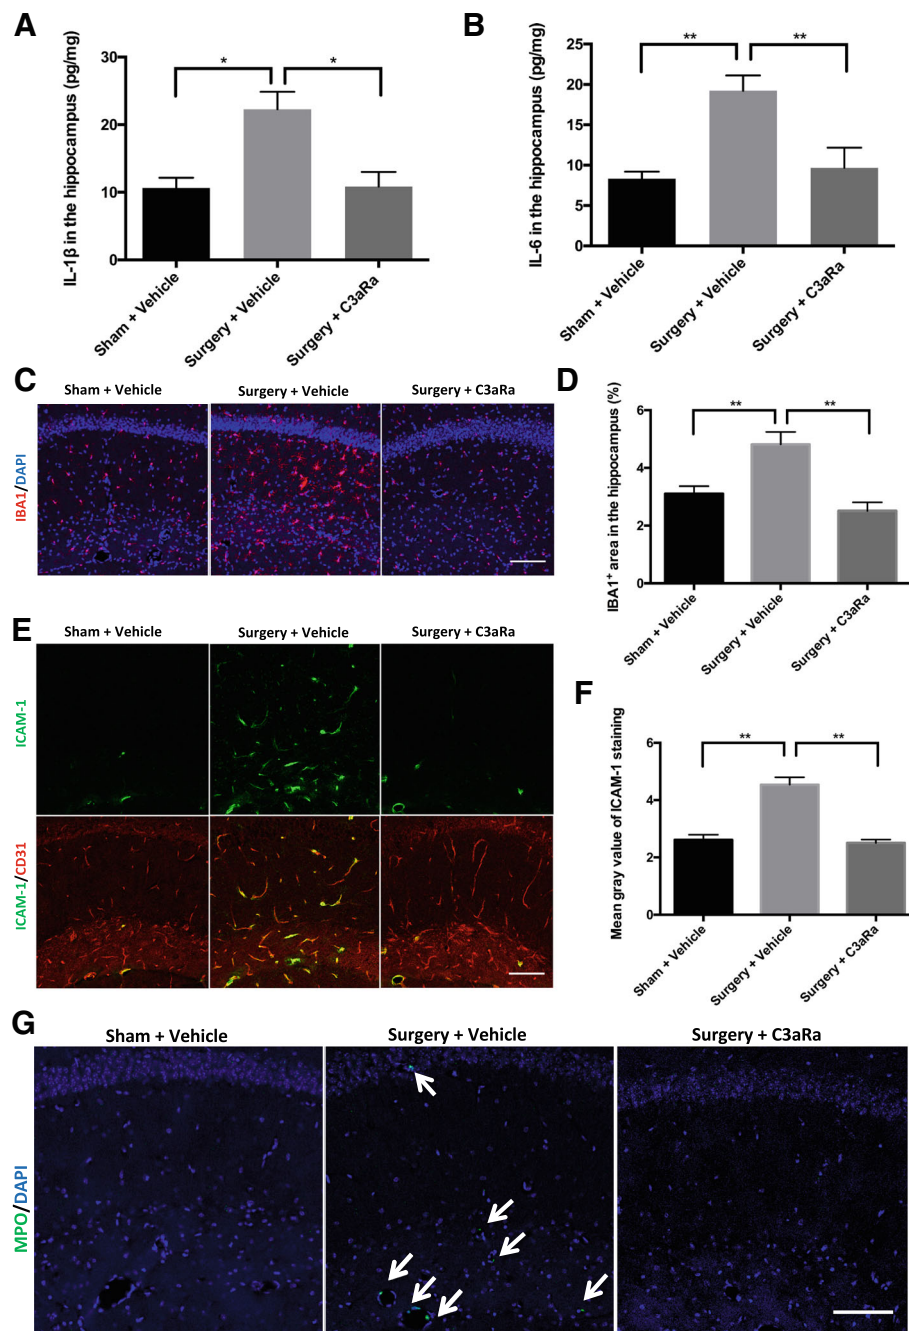 A
IL-1β in the hippocampus (pg/mg)
30
20
10
0
*
*
Sham + Vehicle
Surgery + Vehicle
Surgery + C3aRa
B
IL-6 in the hippocampus (pg/mg)
25
20
15
10
5
0
**
**
Sham + Vehicle
Surgery + Vehicle
Surgery + C3aRa
C
Sham + Vehicle
Surgery + Vehicle
Surgery + C3aRa
IBA1/DAPI
D
IBA1+ area in the hippocampus (%)
6
4
2
0
**
**
Sham + Vehicle
Surgery + Vehicle
Surgery + C3aRa
E
Sham + Vehicle
Surgery + Vehicle
Surgery + C3aRa
ICAM-1
ICAM-1/CD31
F
Mean gray value of ICAM-1 staining
6
4
2
0
**
**
Sham + Vehicle
Surgery + Vehicle
Surgery + C3aRa
G
Sham + Vehicle
Surgery + Vehicle
Surgery + C3aRa
MPO/DAPI